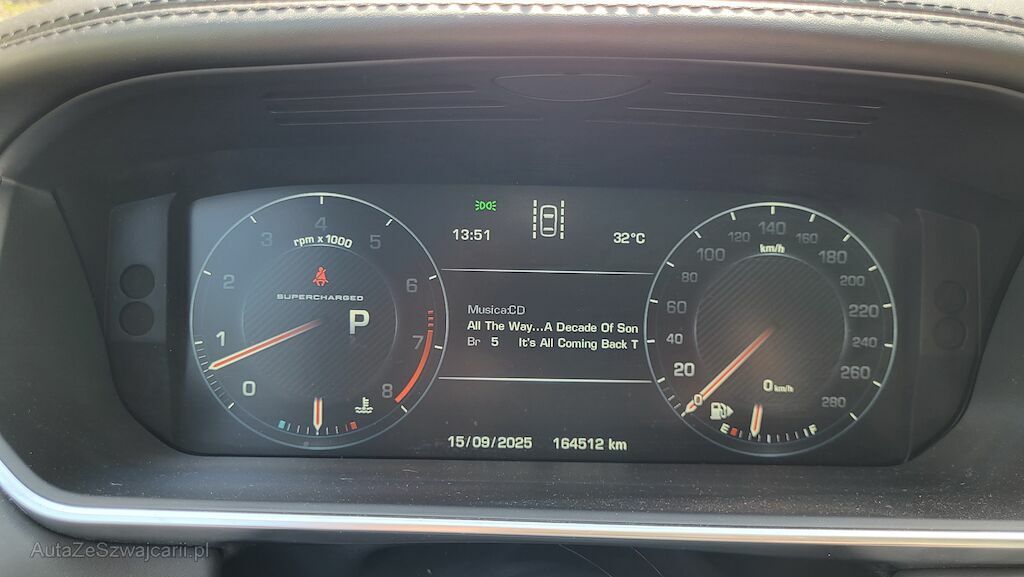 13:51
32°C
0
1
2
3
4
5
6
7
8
rpm x 1000
SUPERCHARGED
P
Musica:CD
All The Way...A Decade Of Son
Br 5 It's All Coming Back T
0
20
40
60
80
100
120
140
160
180
200
220
240
260
280
km/h
0 km/h
E
F
15/09/2025 164512 km
AutaZeSzwajcarii.pl